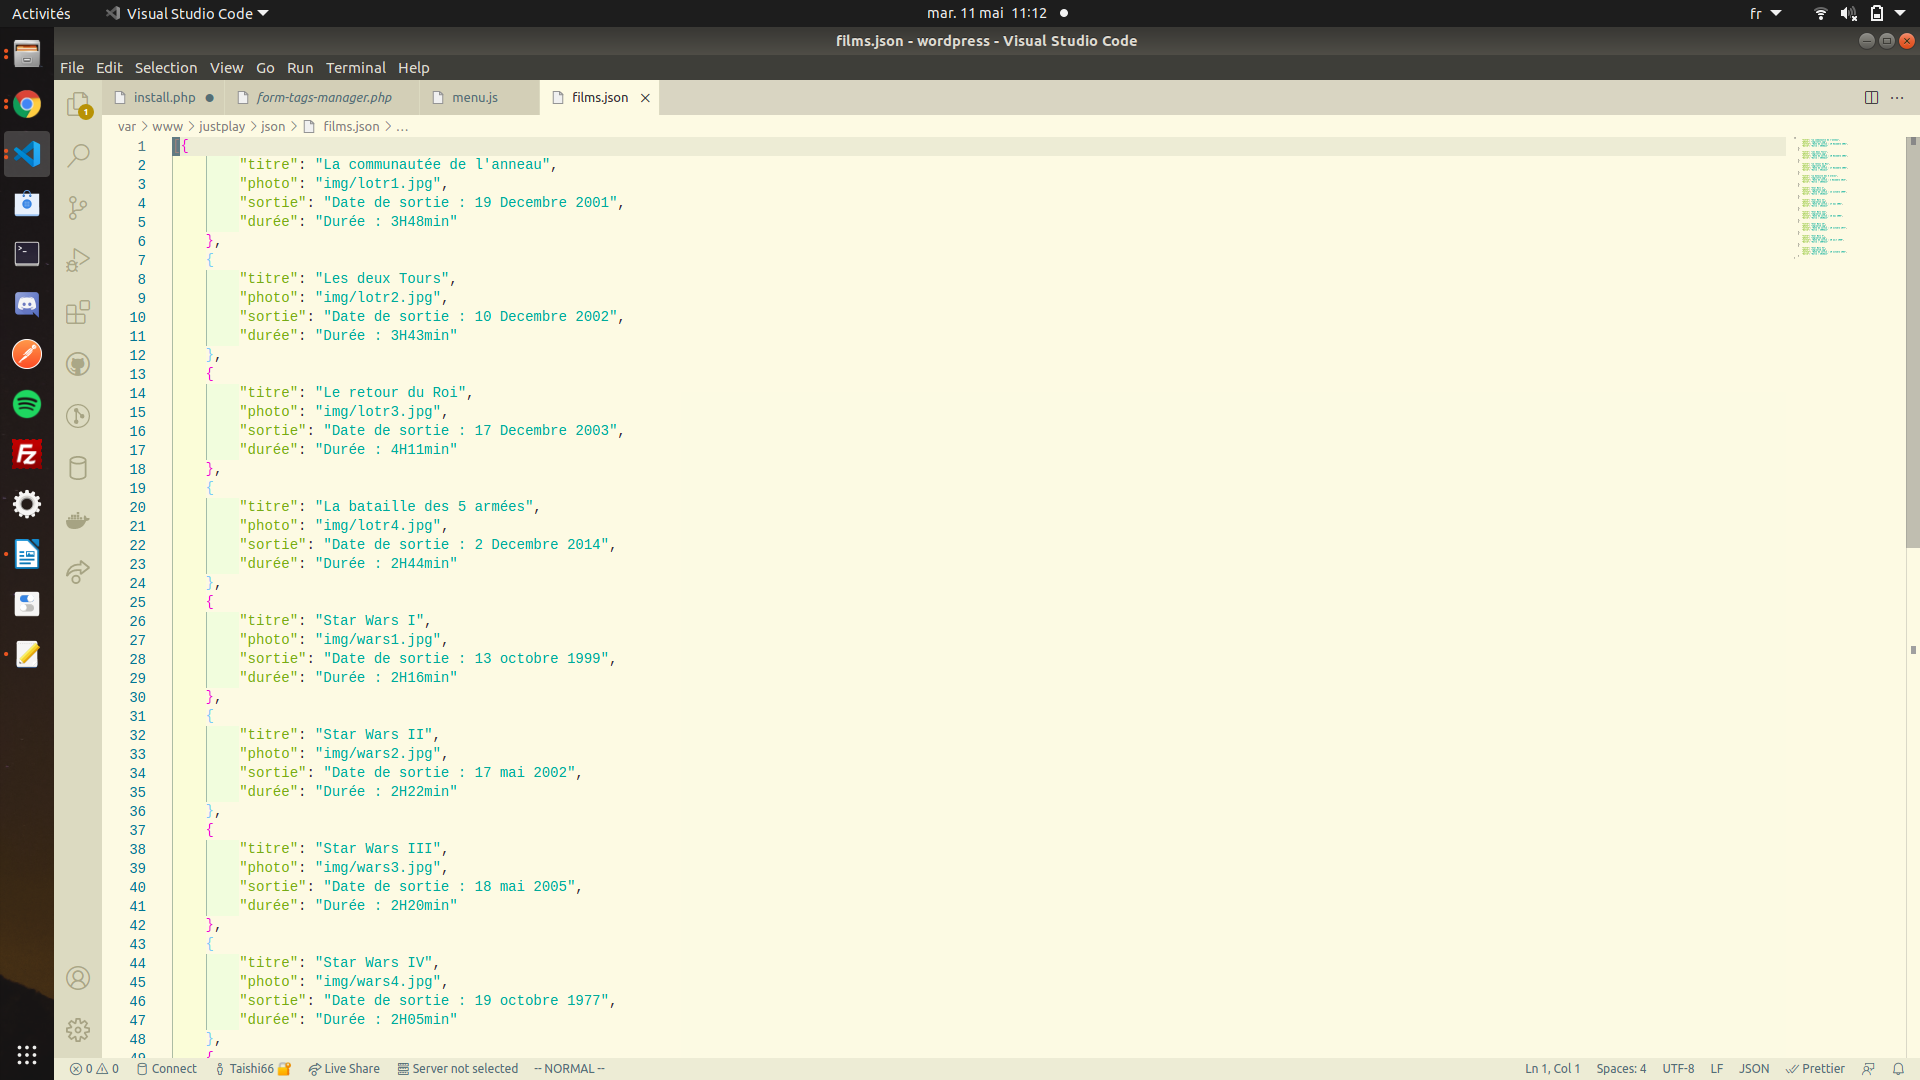 Activités
Visual Studio Code
mar. 11 mai 11:12
fr
films.json - wordpress - Visual Studio Code
File Edit Selection View Go Run Terminal Help
install.php
form-tags-manager.php
menu.js
films.json
var > www > justplay > json > films.json > ...
1
1 [{
2 "titre": "La communautée de l'anneau",
3 "photo": "img/lotr1.jpg",
4 "sortie": "Date de sortie : 19 Decembre 2001",
5 "durée": "Durée : 3H48min"
6 },
7 {
8 "titre": "Les deux Tours",
9 "photo": "img/lotr2.jpg",
10 "sortie": "Date de sortie : 10 Decembre 2002",
11 "durée": "Durée : 3H43min"
12 },
13 {
14 "titre": "Le retour du Roi",
15 "photo": "img/lotr3.jpg",
16 "sortie": "Date de sortie : 17 Decembre 2003",
17 "durée": "Durée : 4H11min"
18 },
19 {
20 "titre": "La bataille des 5 armées",
21 "photo": "img/lotr4.jpg",
22 "sortie": "Date de sortie : 2 Decembre 2014",
23 "durée": "Durée : 2H44min"
24 },
25 {
26 "titre": "Star Wars I",
27 "photo": "img/wars1.jpg",
28 "sortie": "Date de sortie : 13 octobre 1999",
29 "durée": "Durée : 2H16min"
30 },
31 {
32 "titre": "Star Wars II",
33 "photo": "img/wars2.jpg",
34 "sortie": "Date de sortie : 17 mai 2002",
35 "durée": "Durée : 2H22min"
36 },
37 {
38 "titre": "Star Wars III",
39 "photo": "img/wars3.jpg",
40 "sortie": "Date de sortie : 18 mai 2005",
41 "durée": "Durée : 2H20min"
42 },
43 {
44 "titre": "Star Wars IV",
45 "photo": "img/wars4.jpg",
46 "sortie": "Date de sortie : 19 octobre 1977",
47 "durée": "Durée : 2H05min"
48 },
49 {
0 0 Connect Taishi66 Live Share Server not selected -- NORMAL --
Ln 1, Col 1 Spaces: 4 UTF-8 LF JSON Prettier